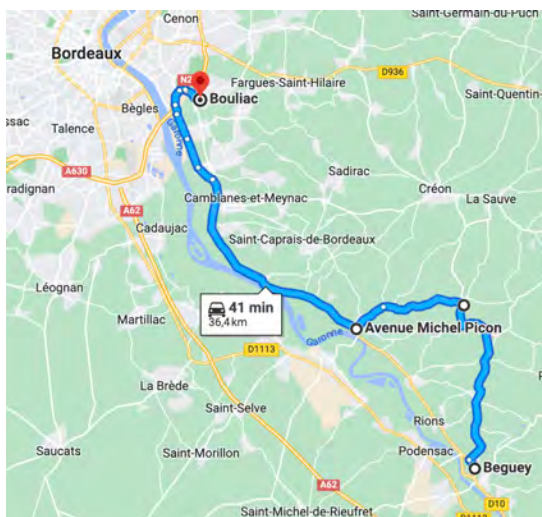 Saint-Germain-du-Puch
Cenon
Bordeaux
D936
N2
Fargues-Saint-Hilaire
Bouliac
Saint-Quentin-
Bègles
Talence
ssac
Garonne
A630
Sadirac
radignan
A62
Camblanes-et-Meynac
Créon
La Sauve
Cadaujac
Saint-Caprais-de-Bordeaux
Léognan
41 min
36,4 km
Martillac
Avenue Michel Picon
Garonne
D1113
La Brède
Saint-Selve
Rions
Saucats
Saint-Morillon
Podensac
Beguey
A62
D10
Saint-Michel-de-Rieufret
D1113